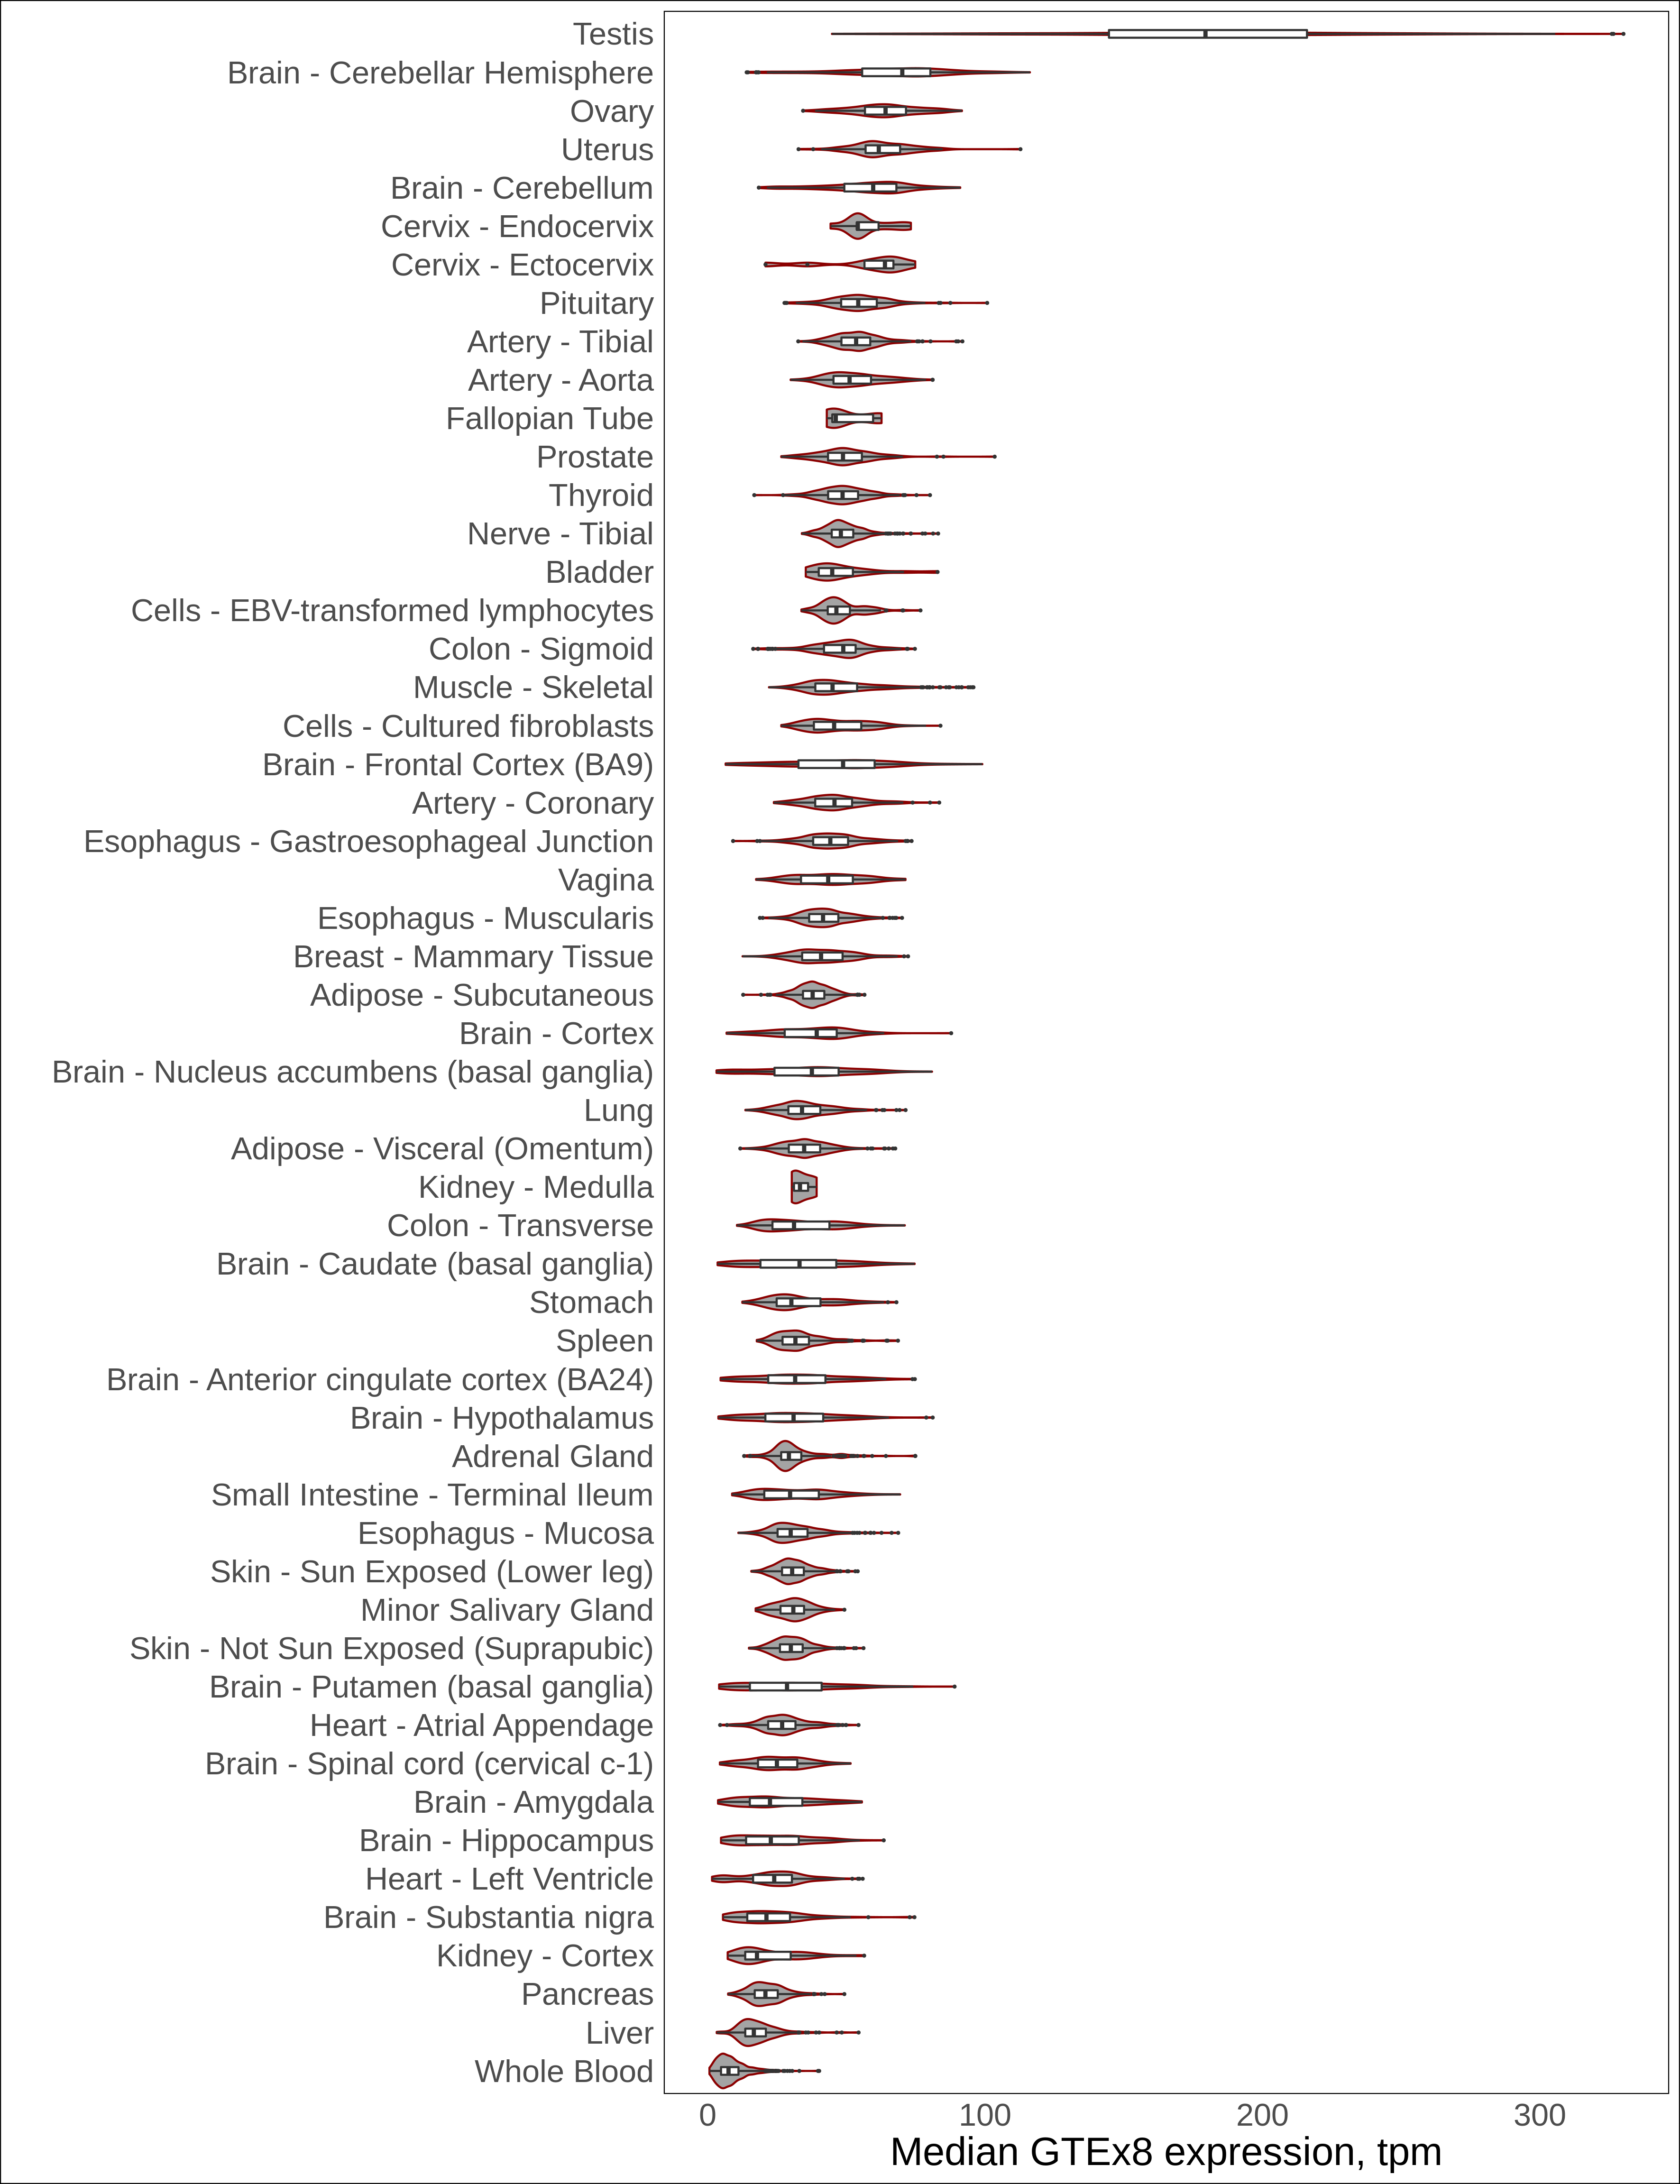 Testis
Brain - Cerebellar Hemisphere
Ovary
Uterus
Brain - Cerebellum
Cervix - Endocervix
Cervix - Ectocervix
Pituitary
Artery - Tibial
Artery - Aorta
Fallopian Tube
Prostate
Thyroid
Nerve - Tibial
Bladder
Cells - EBV-transformed lymphocytes
Colon - Sigmoid
Muscle - Skeletal
Cells - Cultured fibroblasts
Brain - Frontal Cortex (BA9)
Artery - Coronary
Esophagus - Gastroesophageal Junction
Vagina
Esophagus - Muscularis
Breast - Mammary Tissue
Adipose - Subcutaneous
Brain - Cortex
Brain - Nucleus accumbens (basal ganglia)
Lung
Adipose - Visceral (Omentum)
Kidney - Medulla
Colon - Transverse
Brain - Caudate (basal ganglia)
Stomach
Spleen
Brain - Anterior cingulate cortex (BA24)
Brain - Hypothalamus
Adrenal Gland
Small Intestine - Terminal Ileum
Esophagus - Mucosa
Skin - Sun Exposed (Lower leg)
Minor Salivary Gland
Skin - Not Sun Exposed (Suprapubic)
Brain - Putamen (basal ganglia)
Heart - Atrial Appendage
Brain - Spinal cord (cervical c-1)
Brain - Amygdala
Brain - Hippocampus
Heart - Left Ventricle
Brain - Substantia nigra
Kidney - Cortex
Pancreas
Liver
Whole Blood
0 100 200 300
Median GTEx8 expression, tpm